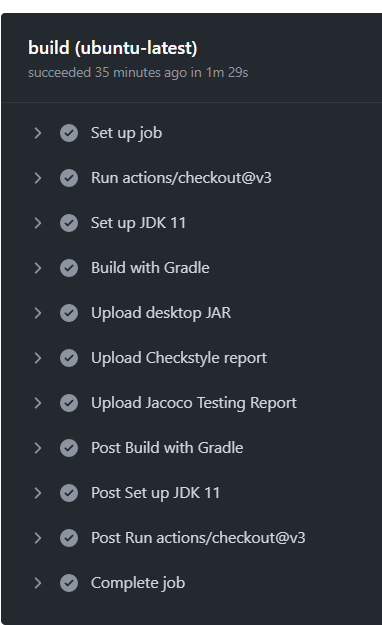 build (ubuntu-latest)
succeeded 35 minutes ago in 1m 29s
Set up job
Run actions/checkout@v3
Set up JDK 11
Build with Gradle
Upload desktop JAR
Upload Checkstyle report
Upload Jacoco Testing Report
Post Build with Gradle
Post Set up JDK 11
Post Run actions/checkout@v3
Complete job